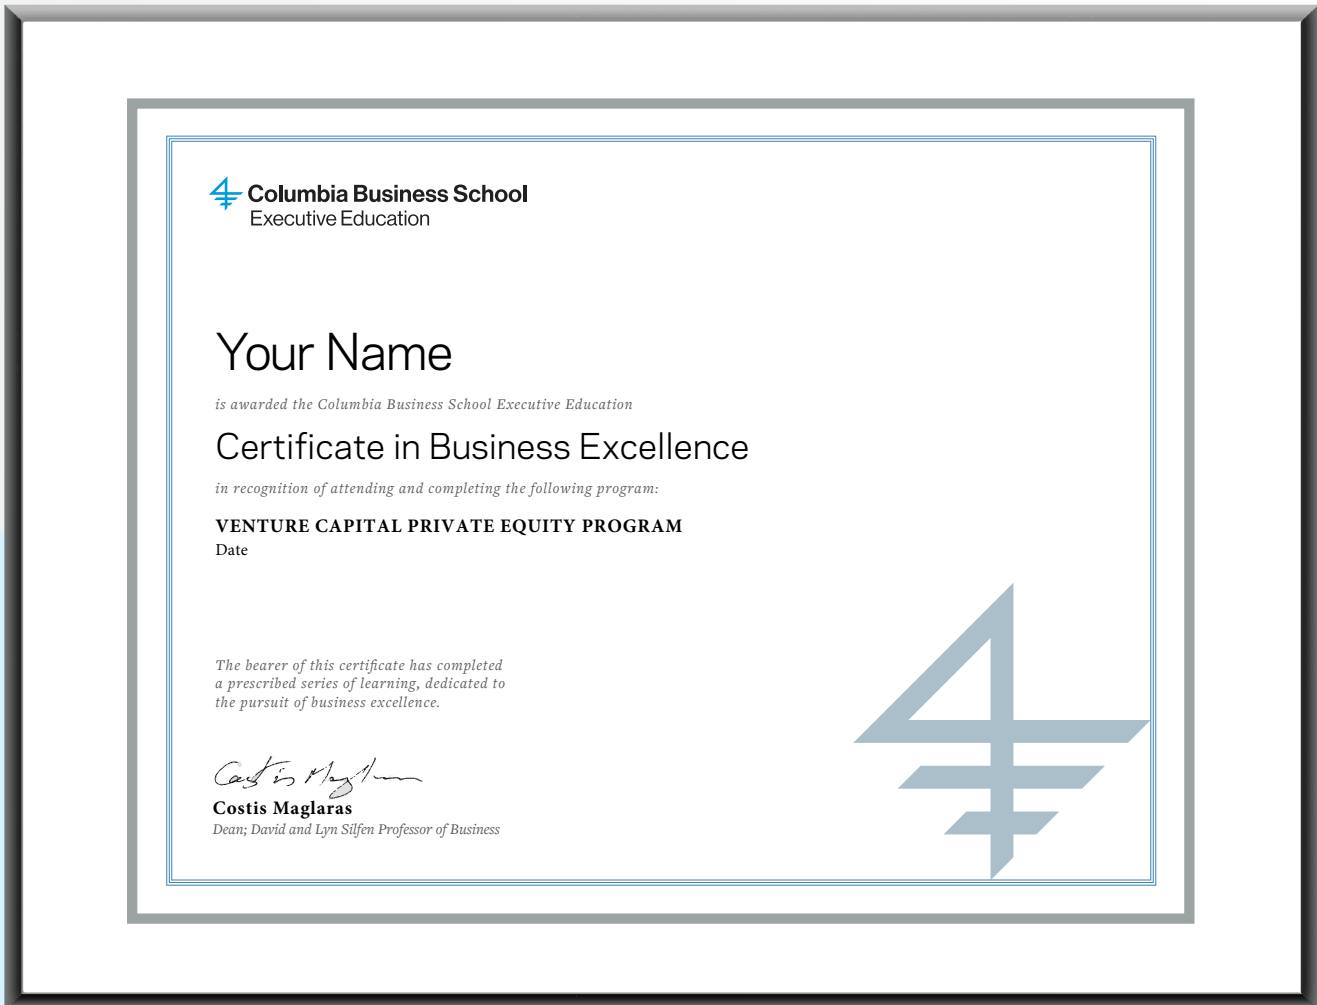 Columbia Business School
Executive Education
Your Name
is awarded the Columbia Business School Executive Education
Certificate in Business Excellence
in recognition of attending and completing the following program:
VENTURE CAPITAL PRIVATE EQUITY PROGRAM
Date
The bearer of this certificate has completed
a prescribed series of learning, dedicated to
the pursuit of business excellence.
Costis Maglaras
Costis Maglaras
Dean; David and Lyn Silfen Professor of Business